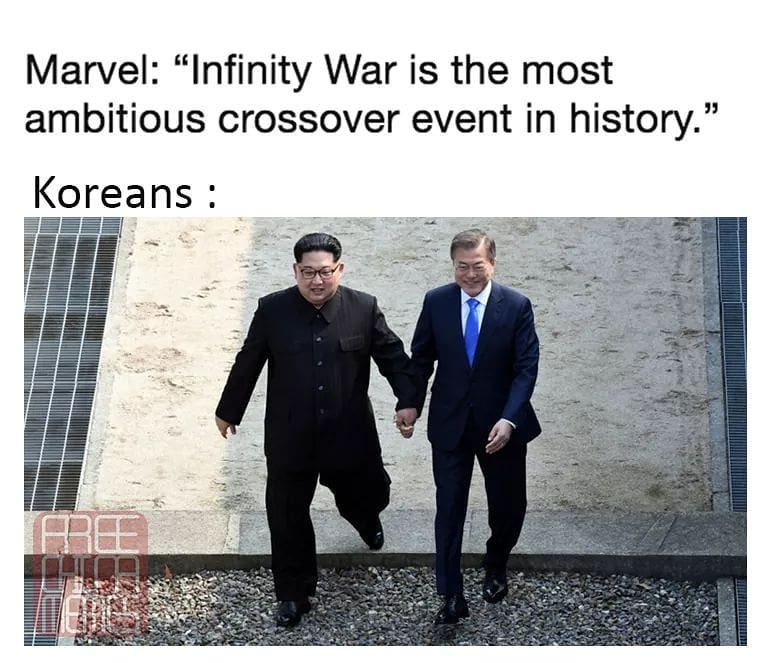 Marvel: “Infinity War is the most
ambitious crossover event in history.”
Koreans :
FREE
MEMES